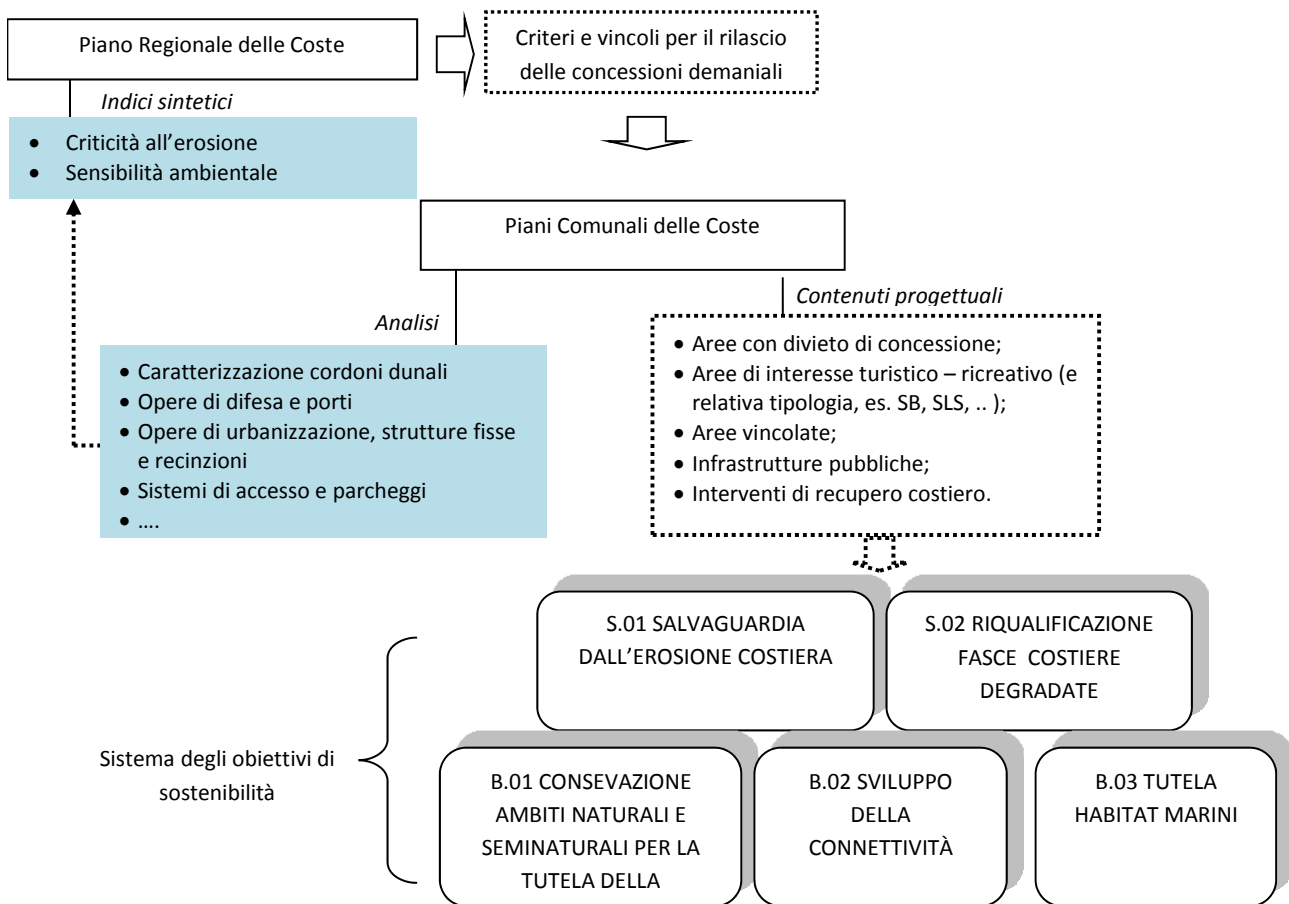 Piano Regionale delle Coste
Criteri e vincoli per il rilascio
delle concessioni demaniali
Indici sintetici
• Criticità all’erosione
• Sensibilità ambientale
Piani Comunali delle Coste
Analisi
Contenuti progettuali
• Caratterizzazione cordoni dunali
• Opere di difesa e porti
• Opere di urbanizzazione, strutture fisse
e recinzioni
• Sistemi di accesso e parcheggi
• ....
• Aree con divieto di concessione;
• Aree di interesse turistico – ricreativo (e
relativa tipologia, es. SB, SLS, .. );
• Aree vincolate;
• Infrastrutture pubbliche;
• Interventi di recupero costiero.
S.01 SALVAGUARDIA
DALL’EROSIONE COSTIERA
S.02 RIQUALIFICAZIONE
FASCE COSTIERE
DEGRADATE
Sistema degli obiettivi di
sostenibilità
B.01 CONSEVAZIONE
AMBITI NATURALI E
SEMINATURALI PER LA
TUTELA DELLA
B.02 SVILUPPO
DELLA
CONNETTIVITÀ
B.03 TUTELA
HABITAT MARINI